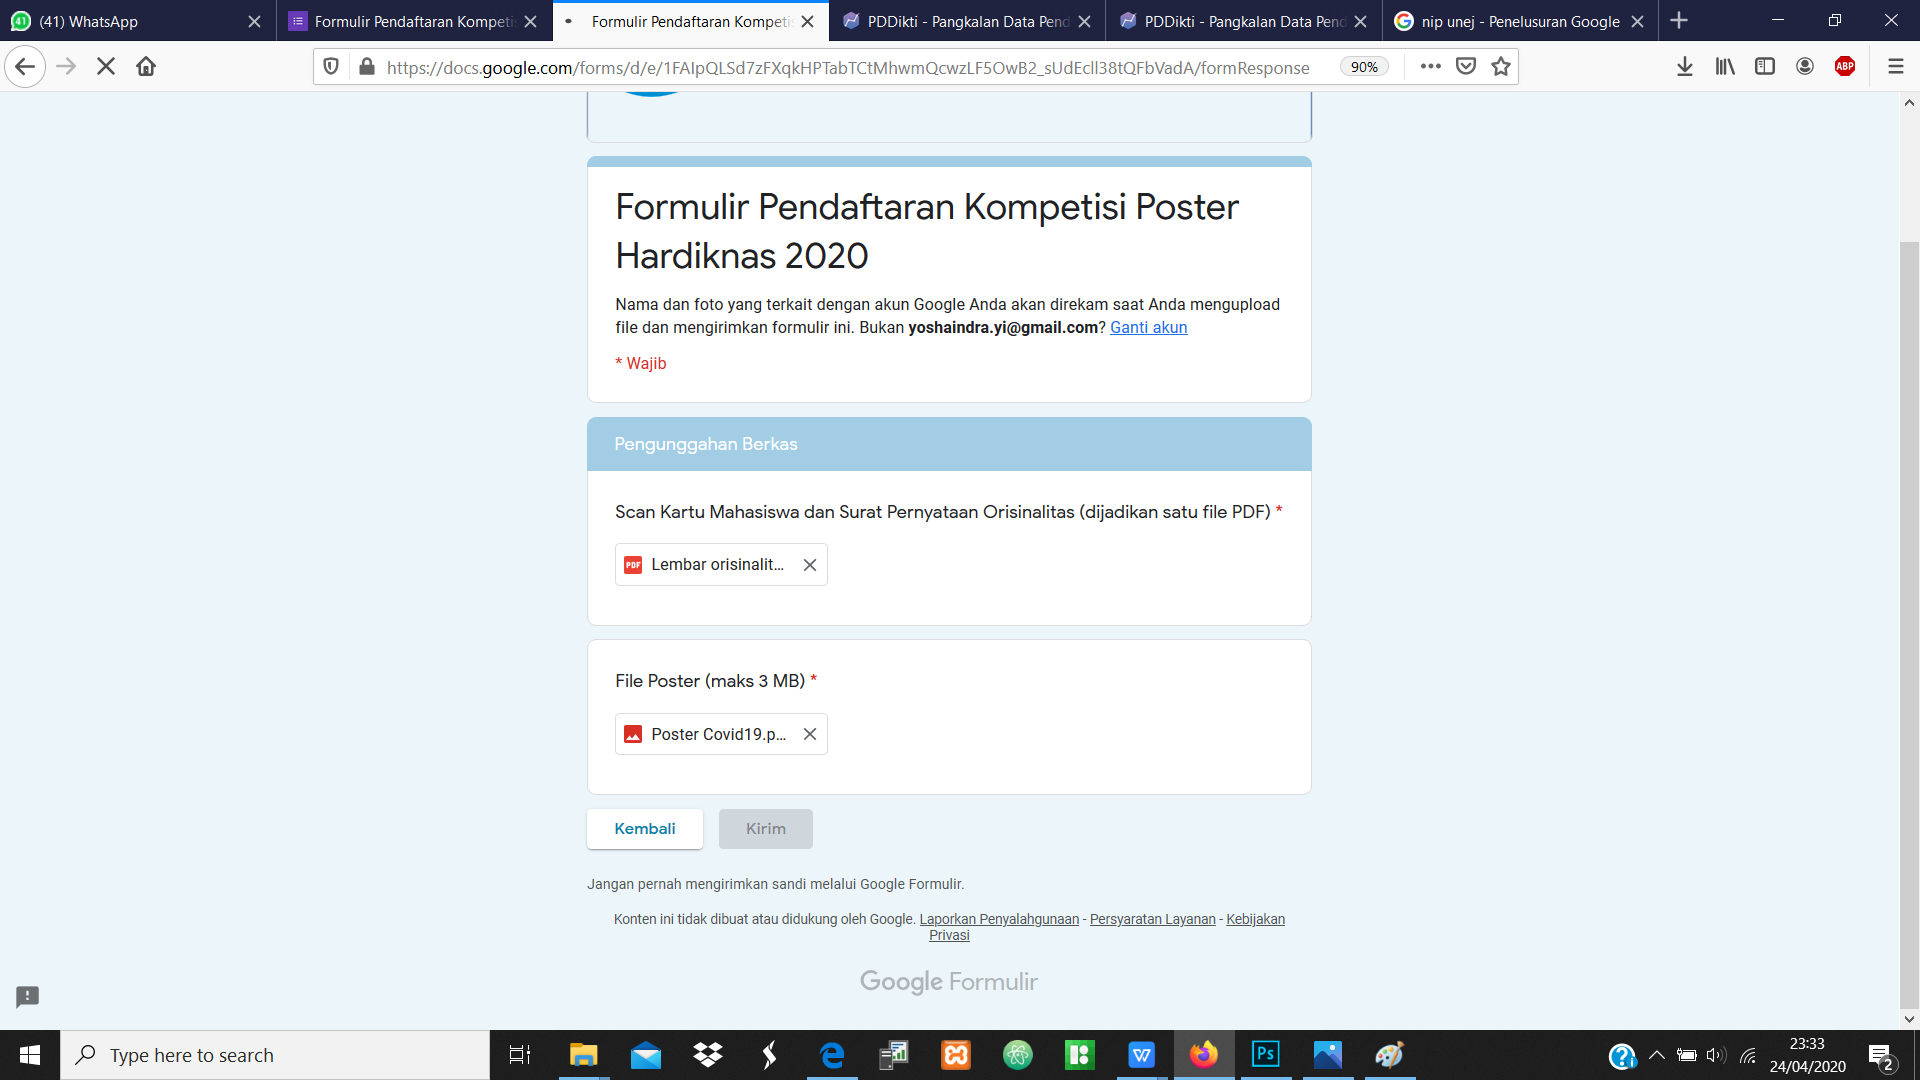 (41) WhatsApp
Formulir Pendaftaran Kompetis
Formulir Pendaftaran Kompetis
PDDikti - Pangkalan Data Pend
PDDikti - Pangkalan Data Pend
nip unej - Penelusuran Google
https://docs.google.com/forms/d/e/1FAIpQLSd7zFXqkHPTabTCtMhwmQcwzLF5OwB2_sUdEcll38tQFbVadA/formResponse
90%
ABP
Formulir Pendaftaran Kompetisi Poster
Hardiknas 2020
Nama dan foto yang terkait dengan akun Google Anda akan direkam saat Anda mengupload
file dan mengirimkan formulir ini. Bukan yoshaindra.yi@gmail.com? Ganti akun
* Wajib
Pengunggahan Berkas
Scan Kartu Mahasiswa dan Surat Pernyataan Orisinalitas (dijadikan satu file PDF) *
PDF Lembar orisinalit...
File Poster (maks 3 MB) *
Poster Covid19.p...
Kembali
Kirim
Jangan pernah mengirimkan sandi melalui Google Formulir.
Konten ini tidak dibuat atau didukung oleh Google. Laporkan Penyalahgunaan - Persyaratan Layanan - Kebijakan
Privasi
Google Formulir
Type here to search
Ps
23:33
24/04/2020
2